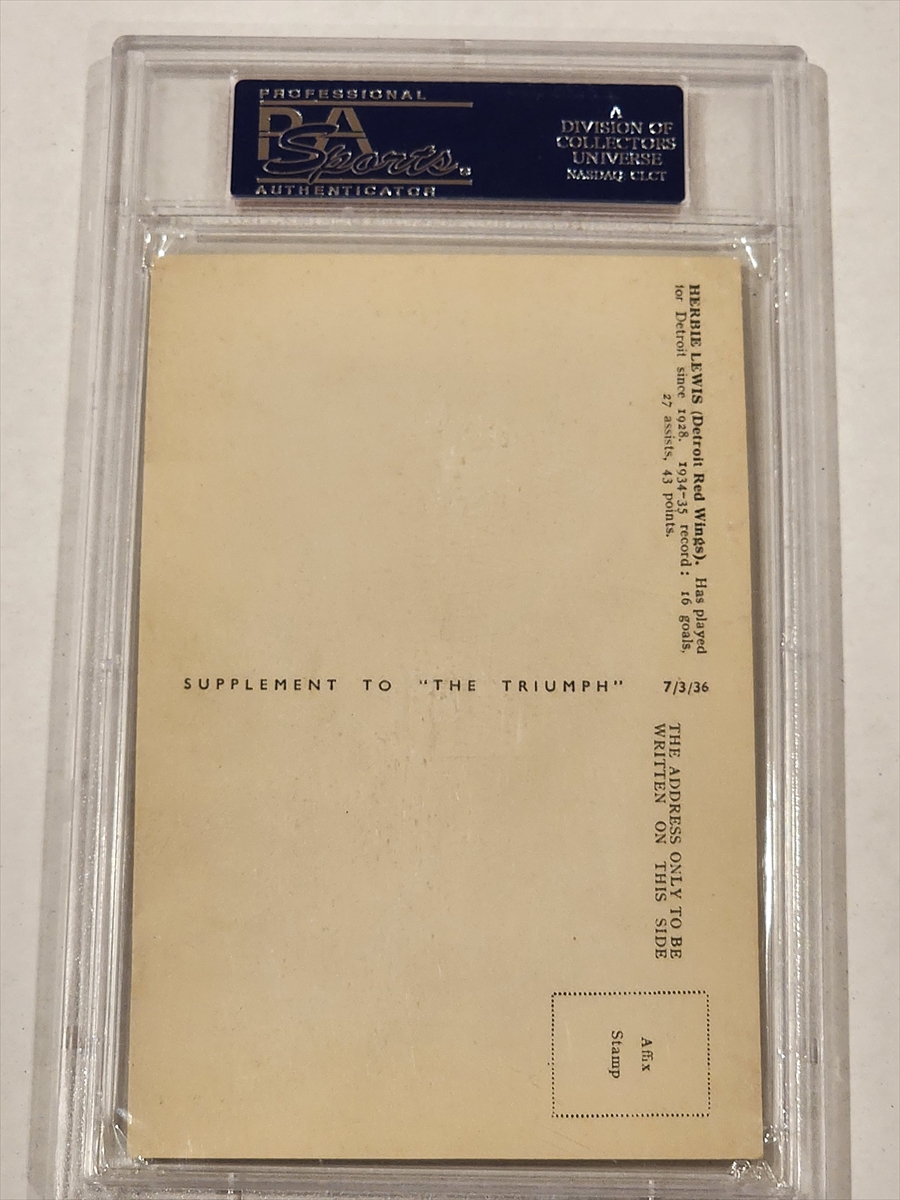 PROFESSIONAL
PSA
Sports
AUTHENTICATOR
A
DIVISION OF
COLLECTORS
UNIVERSE
NASDAQ: CLCT
HERBIE LEWIS (Detroit Red Wings). Has played
for Detroit since 1928. 1934-35 record: 16 goals,
27 assists, 43 points.
SUPPLEMENT TO "THE TRIUMPH" 7/3/36
THE ADDRESS ONLY TO BE
WRITTEN ON THIS SIDE
Affix
Stamp